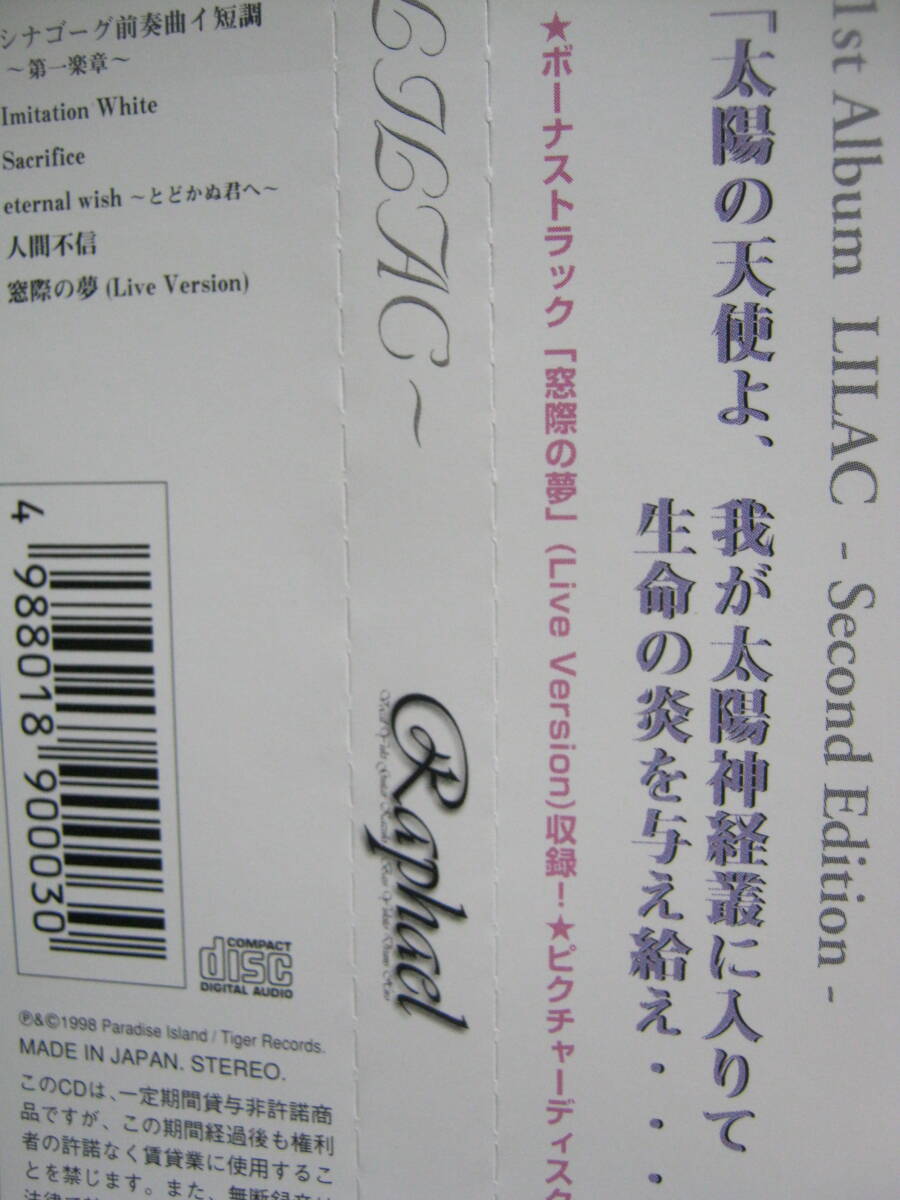 1st Album LILAC - Second Edition -
「太陽の天使よ、我が太陽神経叢に入りて
生命の炎を与え給え・・・
★ボーナストラック「窓際の夢」(Live Version)収録!★ピクチャーディスク
LILAC~
Raphael
シナゴーグ前奏曲イ短調
~第一楽章~
Imitation White
Sacrifice
eternal wish ~とどかぬ君へ~
人間不信
窓際の夢 (Live Version)
4 988018 900030
COMPACT
disc
DIGITAL AUDIO
℗&©1998 Paradise Island / Tiger Records.
MADE IN JAPAN. STEREO.
このCDは、一定期間貸与非許諾商
品ですが、この期間経過後も権利
者の許諾なく賃貸業に使用するこ
とを禁じます。また、無断録音は